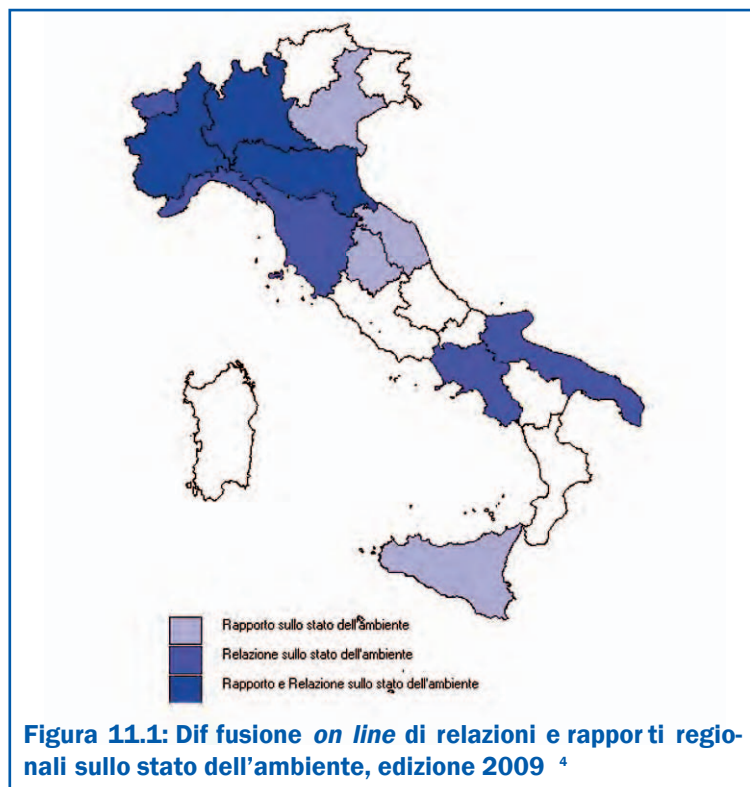 Rapporto sullo stato dell'ambiente
Relazione sullo stato dell'ambiente
Rapporto e Relazione sullo stato dell'ambiente
Figura 11.1: Dif fusione on line di relazioni e rappor ti regio-
nali sullo stato dell'ambiente, edizione 2009 4